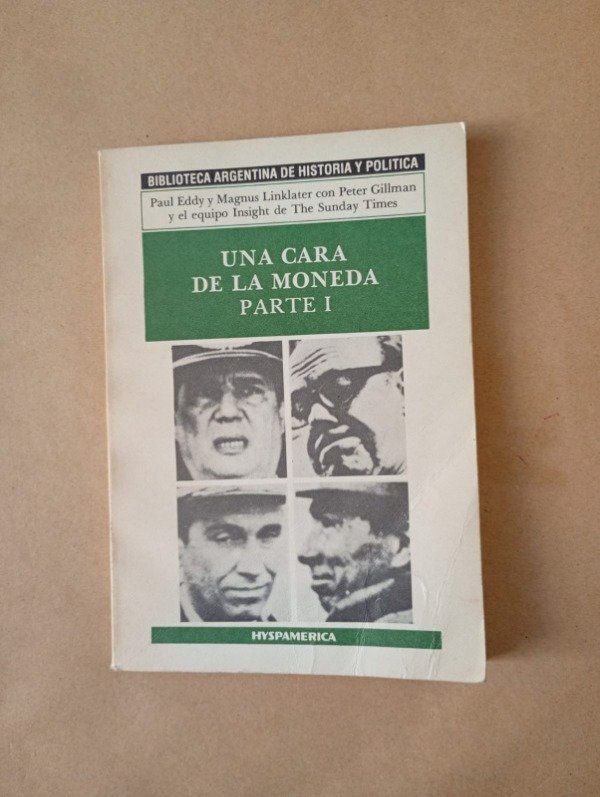 BIBLIOTECA ARGENTINA DE HISTORIA Y POLITICA
Paul Eddy y Magnus Linklater con Peter Gillman
y el equipo Insight de The Sunday Times
UNA CARA
DE LA MONEDA
PARTE I
HYSPAMERICA